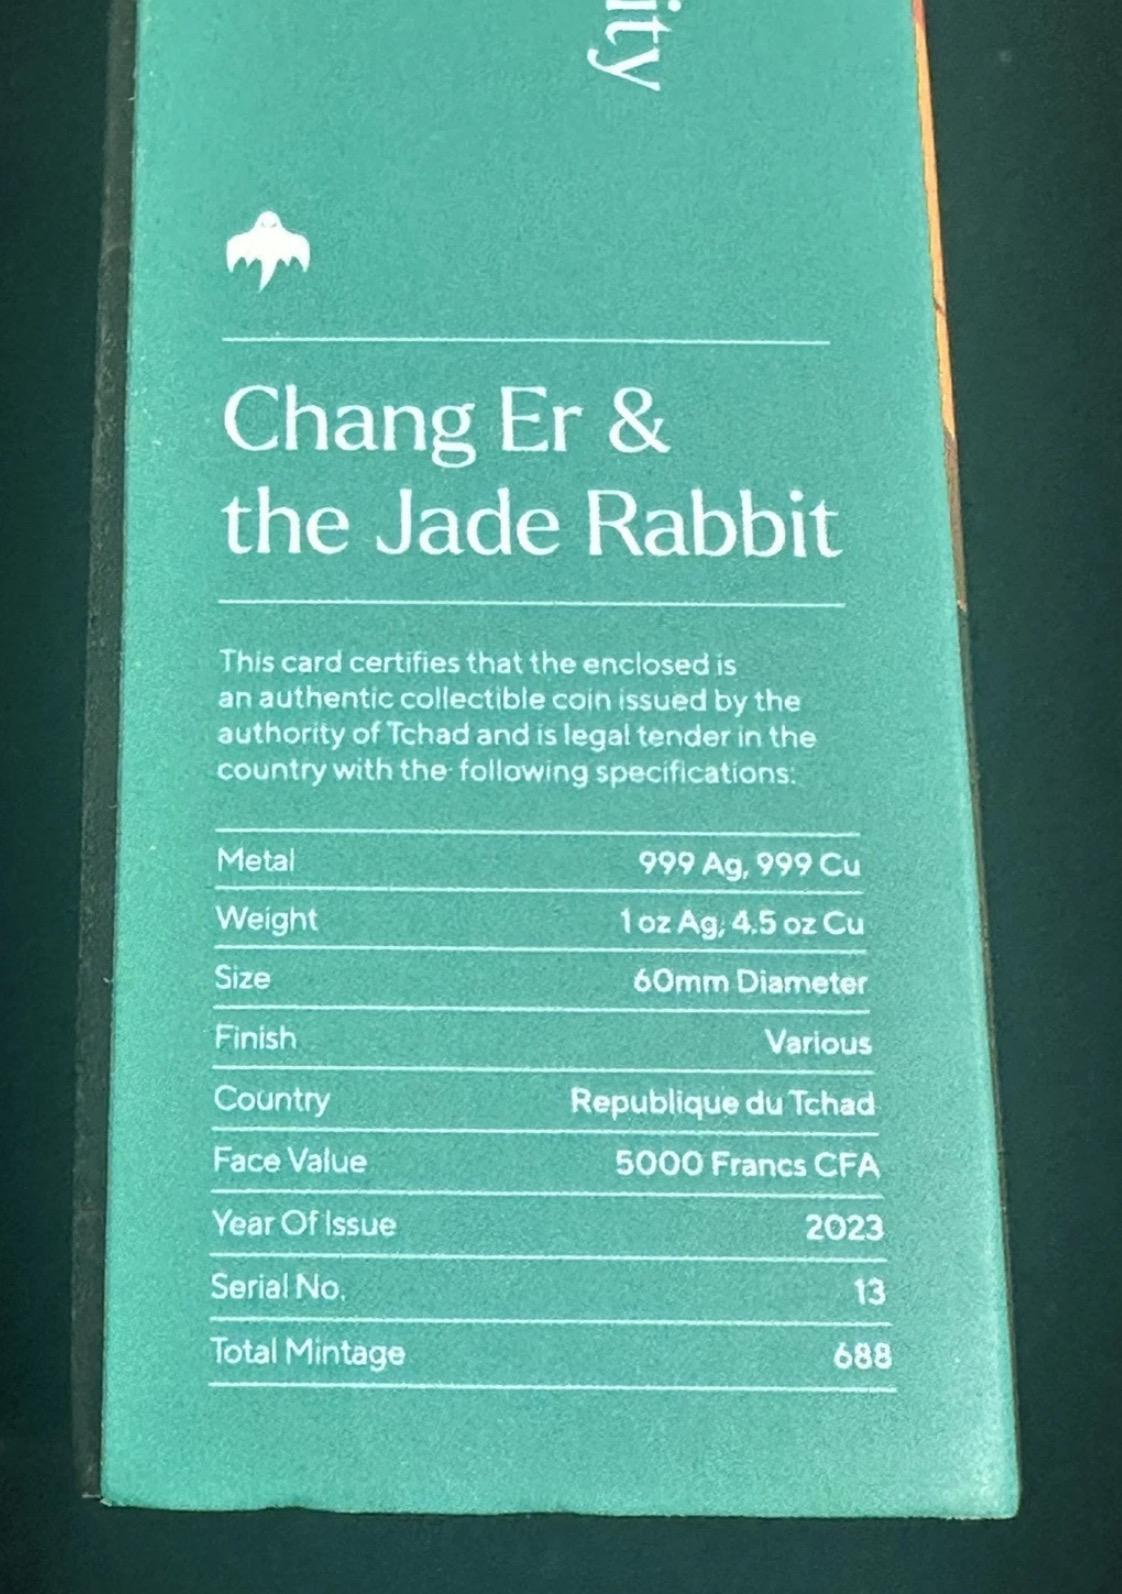 ity
Chang Er &
the Jade Rabbit
This card certifies that the enclosed is
an authentic collectible coin issued by the
authority of Tchad and is legal tender in the
country with the following specifications:
Metal 999 Ag, 999 Cu
Weight 1 oz Ag, 4.5 oz Cu
Size 60mm Diameter
Finish Various
Country Republique du Tchad
Face Value 5000 Francs CFA
Year Of Issue 2023
Serial No. 13
Total Mintage 688